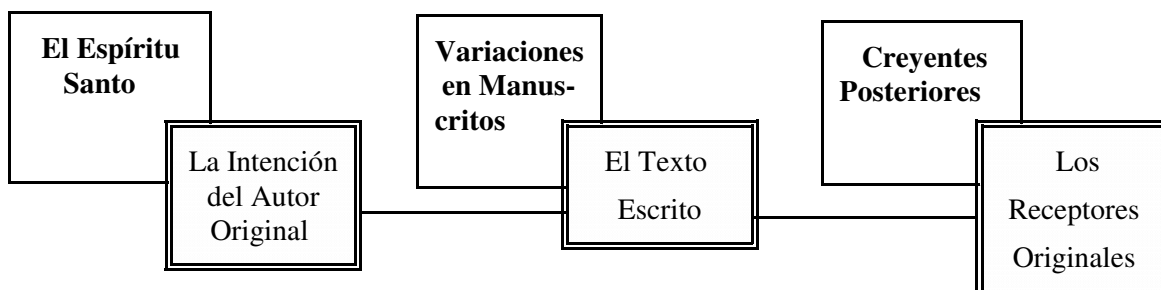 El Espíritu
Santo
La Intención
del Autor
Original
Variaciones
en Manus-
critos
El Texto
Escrito
Creyentes
Posteriores
Los
Receptores
Originales